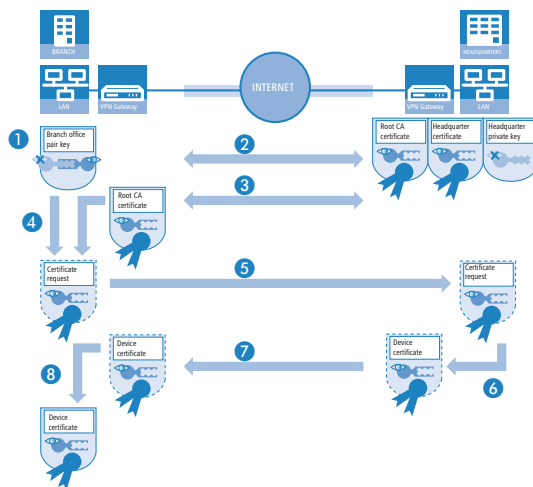 BRANCH
HEADQUARTERS
INTERNET
LAN
VPN Gateway
VPN Gateway
LAN
1
Branch office
pair key
2
Root CA
certificate
Headquarter
certificate
Headquarter
private key
3
4
Root CA
certificate
Certificate
request
5
Certificate
request
Device
certificate
7
Device
certificate
6
8
Device
certificate